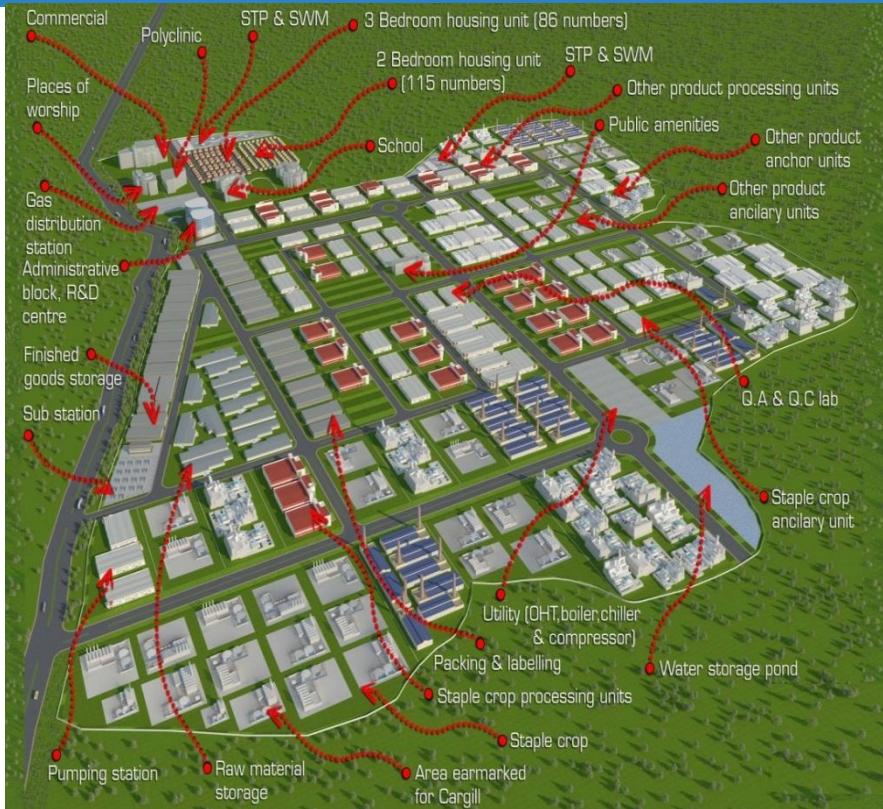 Commercial
Polyclinic
STP & SWM
3 Bedroom housing unit (86 numbers)
2 Bedroom housing unit
(115 numbers)
STP & SWM
Other product processing units
Public amenities
Places of
worship
School
Other product
anchor units
Other product
ancilary units
Gas
distribution
station
Administrative
block, R&D
centre
Finished
goods storage
Sub station
Q.A & Q.C lab
Staple crop
ancilary unit
Utility (OHT,boiler,chiller
& compressor)
Packing & labelling
Water storage pond
Staple crop processing units
Staple crop
Pumping station
Raw material
storage
Area earmarked
for Cargill